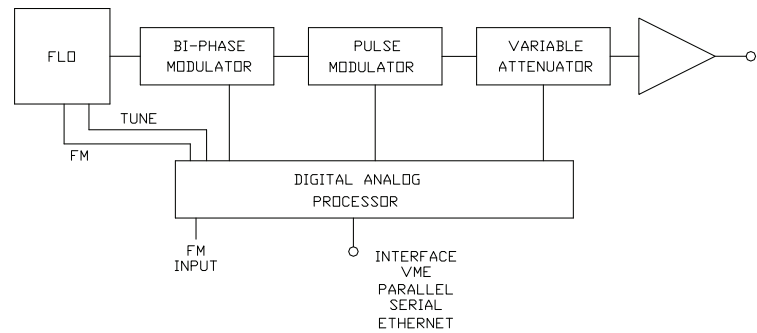 FLO
BI-PHASE
MODULATOR
PULSE
MODULATOR
VARIABLE
ATTENUATOR
TUNE
FM
DIGITAL ANALOG
PROCESSOR
FM
INPUT
INTERFACE
VME
PARALLEL
SERIAL
ETHERNET